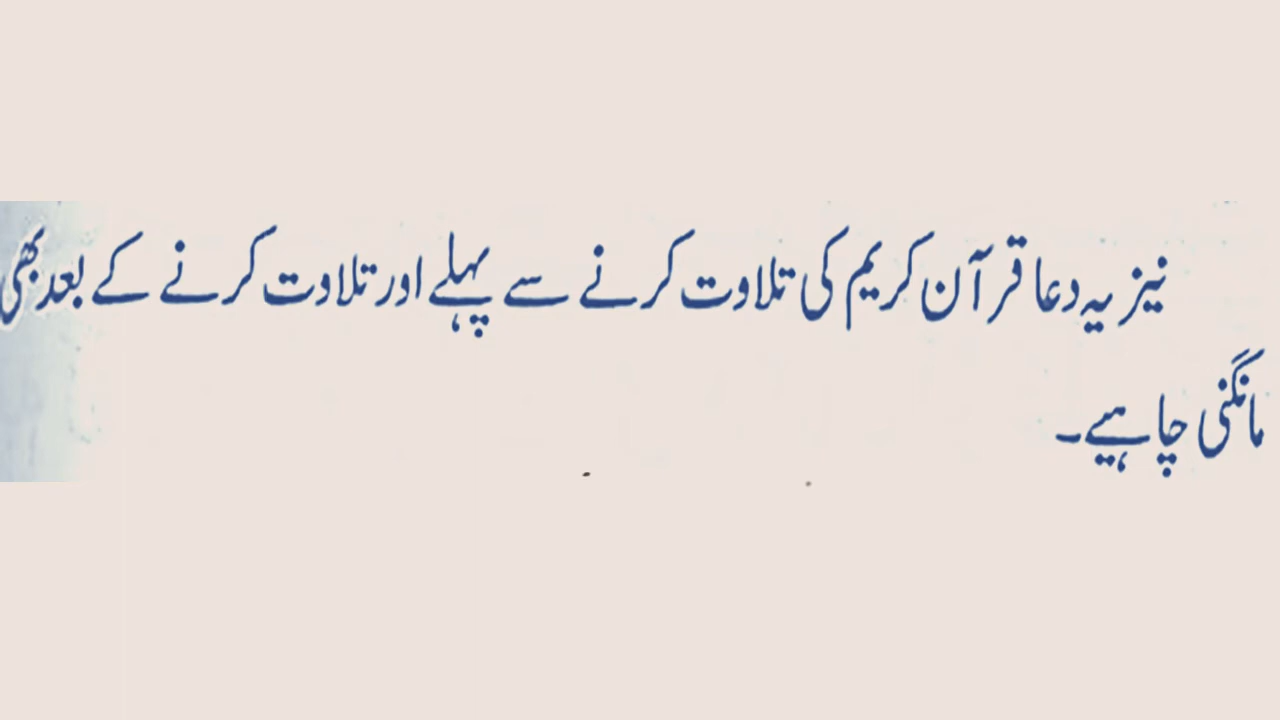 نیز یہ دعا قرآن کریم کی تلاوت کرنے سے پہلے اور تلاوت کرنے کے بعد بھی
مانگنی چاہیے۔